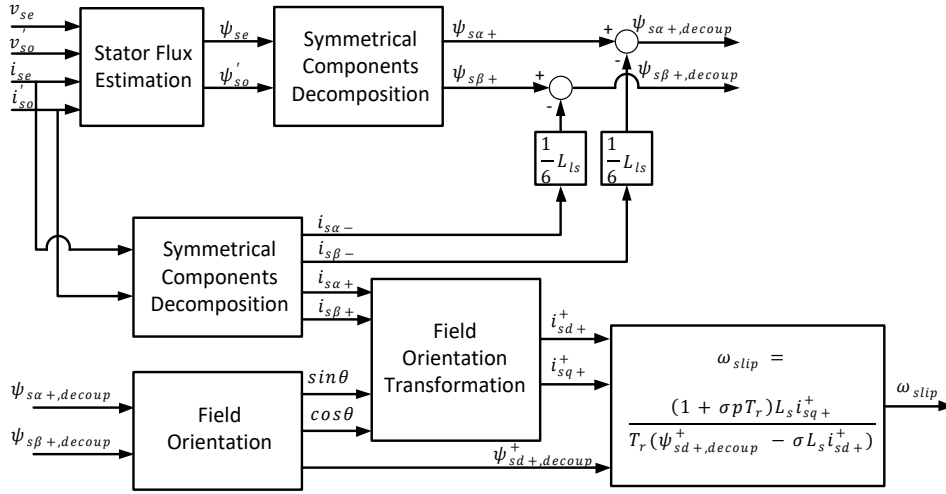 v_se
v'_so
i_se
i'_so
Stator Flux
Estimation
ψ_se
ψ'_so
Symmetrical
Components
Decomposition
ψ_sα+
ψ_sβ+
+
-
+
-
ψ_sα+,decoup
ψ_sβ+,decoup
1/6 L_ls
1/6 L_ls
Symmetrical
Components
Decomposition
i_sα−
i_sβ−
i_sα+
i_sβ+
Field
Orientation
Transformation
i^+_sd+
i^+_sq+
ω_slip =
(1 + σpT_r)L_s i^+_sq+
T_r(ψ^+_sd+,decoup − σL_s i^+_sd+)
ω_slip
ψ_sα+,decoup
ψ_sβ+,decoup
Field
Orientation
sinθ
cosθ
ψ^+_sd+,decoup